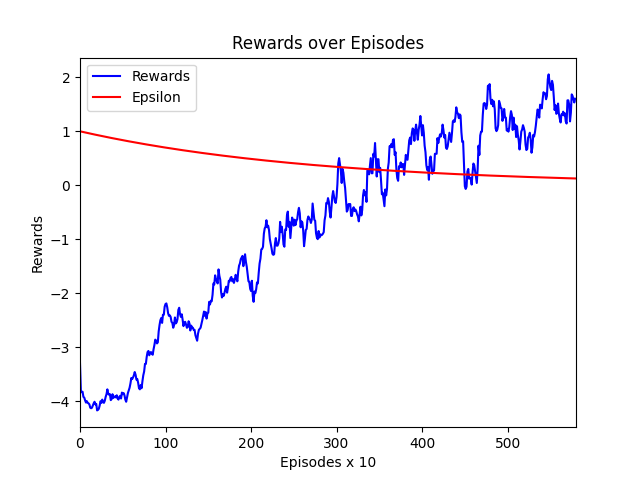 Rewards over Episodes
Rewards
Epsilon
2
1
0
−1
−2
−3
−4
Rewards
0 100 200 300 400 500
Episodes x 10